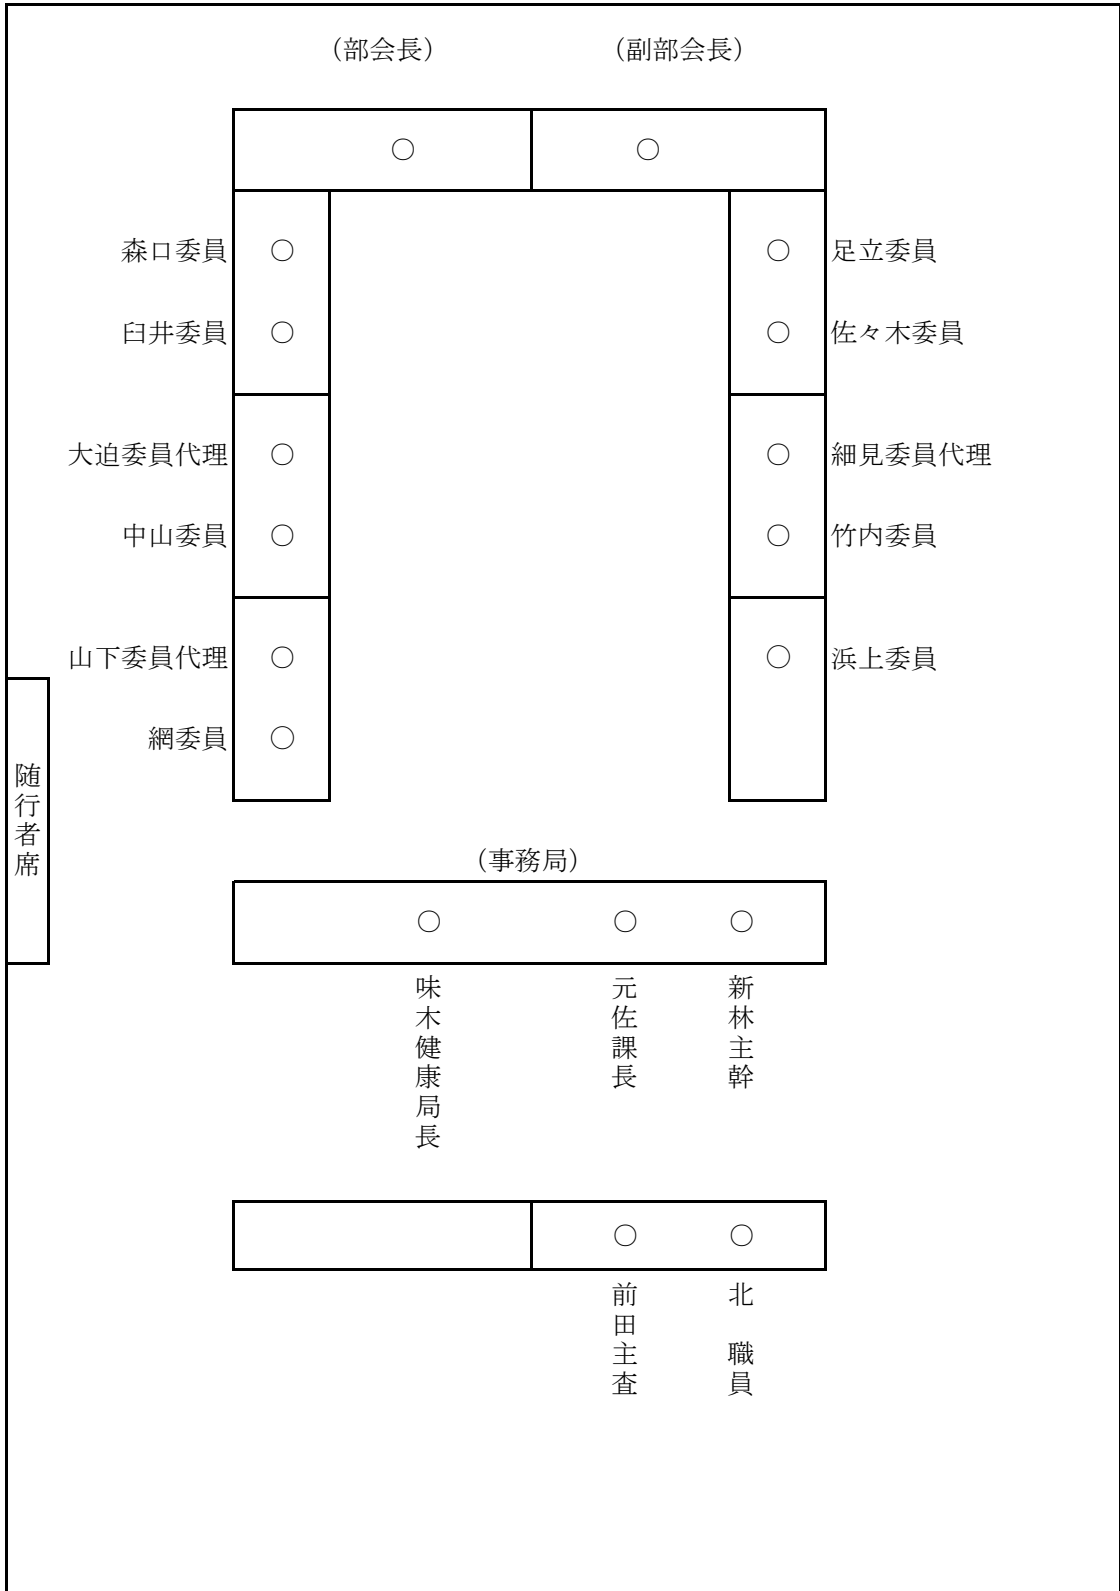 （部会長）　（副部会長）
○　○
森口委員 ○　○ 足立委員
臼井委員 ○　○ 佐々木委員
大迫委員代理 ○　○ 細見委員代理
中山委員 ○　○ 竹内委員
山下委員代理 ○　○ 浜上委員
網委員 ○
随行者席
（事務局）
○　○　○
味木健康局長
元佐課長
新林主幹
○　○
前田主査
北　職員